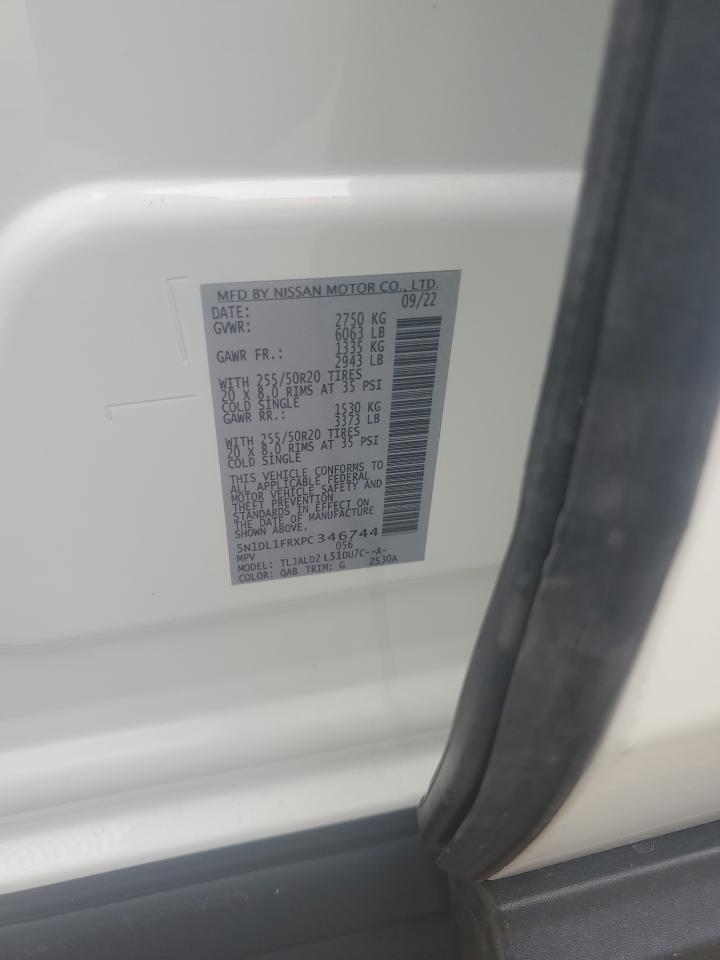 MFD BY NISSAN MOTOR CO., LTD.
DATE: 09/22
GVWR: 2750 KG
6063 LB
GAWR FR.: 1335 KG
2943 LB
WITH 255/50R20 TIRES
20 X 8.0 RIMS AT 35 PSI
COLD SINGLE
GAWR RR.: 1530 KG
3373 LB
WITH 255/50R20 TIRES
20 X 8.0 RIMS AT 35 PSI
COLD SINGLE
THIS VEHICLE CONFORMS TO
ALL APPLICABLE FEDERAL
MOTOR VEHICLE SAFETY AND
THEFT PREVENTION
STANDARDS IN EFFECT ON
THE DATE OF MANUFACTURE
SHOWN ABOVE.
5N1DL1FRXPC346744
MPV 056
MODEL: TLJALD2 L51DU7C--A-
COLOR: QAB TRIM: G ZS30A